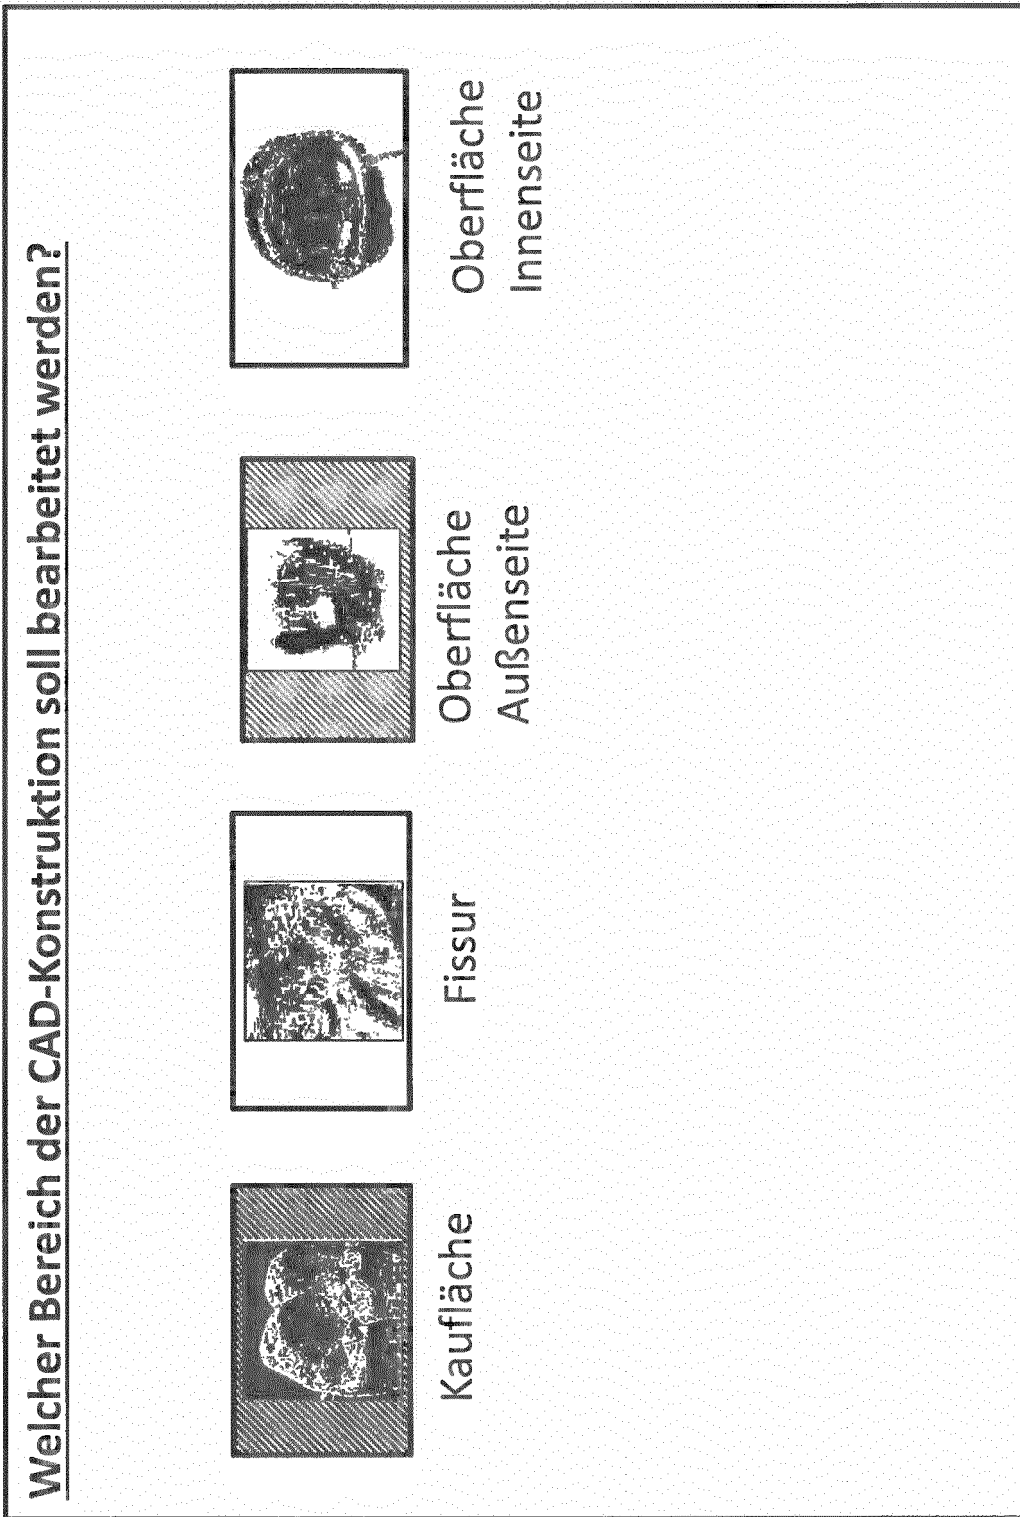 Welcher Bereich der CAD-Konstruktion soll bearbeitet werden?
Kaufläche
Fissur
Oberfläche
Außenseite
Oberfläche
Innenseite